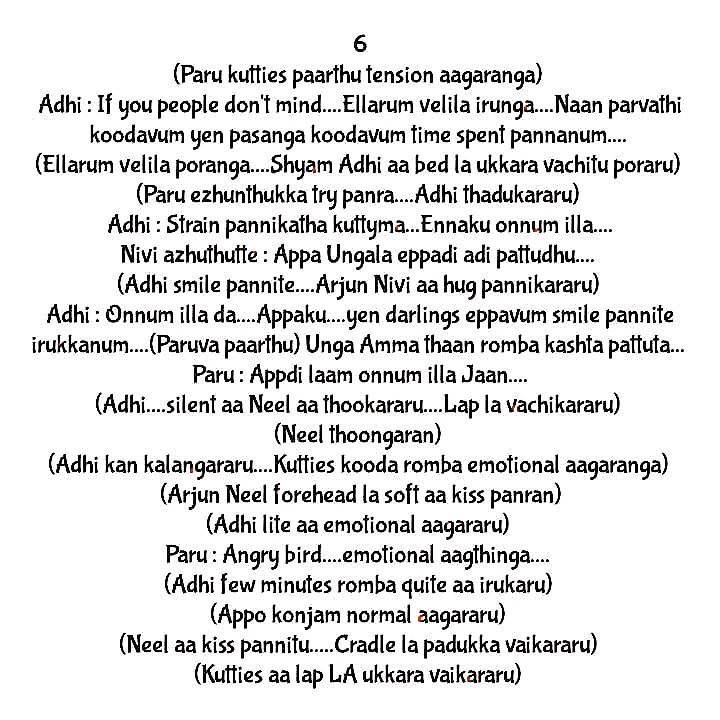 6
(Paru kutties paarthu tension aagaranga)
Adhi : If you people don't mind....Ellarum velila irunga....Naan parvathi
koodavum yen pasanga koodavum time spent pannanum....
(Ellarum velila poranga....Shyam Adhi aa bed la ukkara vachitu poraru)
(Paru ezhunthukka try panra....Adhi thadukararu)
Adhi : Strain pannikatha kuttyma...Ennaku onnum illa....
Nivi azhuthutte : Appa Ungala eppadi adi pattudhu....
(Adhi smile pannite....Arjun Nivi aa hug pannikararu)
Adhi : Onnum illa da....Appaku....yen darlings eppavum smile pannite
irukkanum....(Paruva paarthu) Unga Amma thaan romba kashta pattuta...
Paru : Appdi laam onnum illa Jaan....
(Adhi....silent aa Neel aa thookararu....Lap la vachikararu)
(Neel thoongaran)
(Adhi kan kalangararu....Kutties kooda romba emotional aagaranga)
(Arjun Neel forehead la soft aa kiss panran)
(Adhi lite aa emotional aagararu)
Paru : Angry bird....emotional aagthinga....
(Adhi few minutes romba quite aa irukaru)
(Appo konjam normal aagararu)
(Neel aa kiss pannitu.....Cradle la padukka vaikararu)
(Kutties aa lap LA ukkara vaikararu)